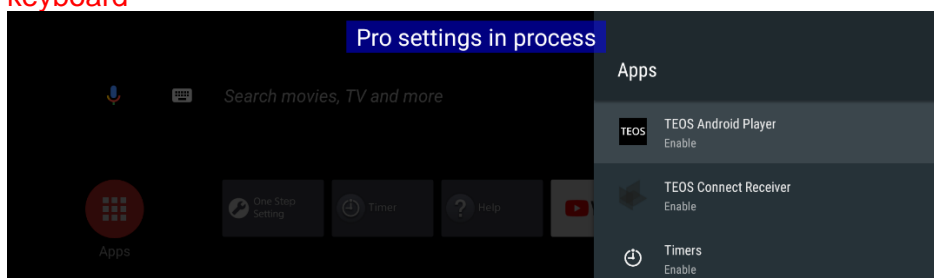 keyboard
Pro settings in process
Apps
Search movies, TV and more
TEOS
TEOS Android Player
Enable
TEOS Connect Receiver
Enable
One Stop
Setting
Timer
Help
Apps
Timers
Enable